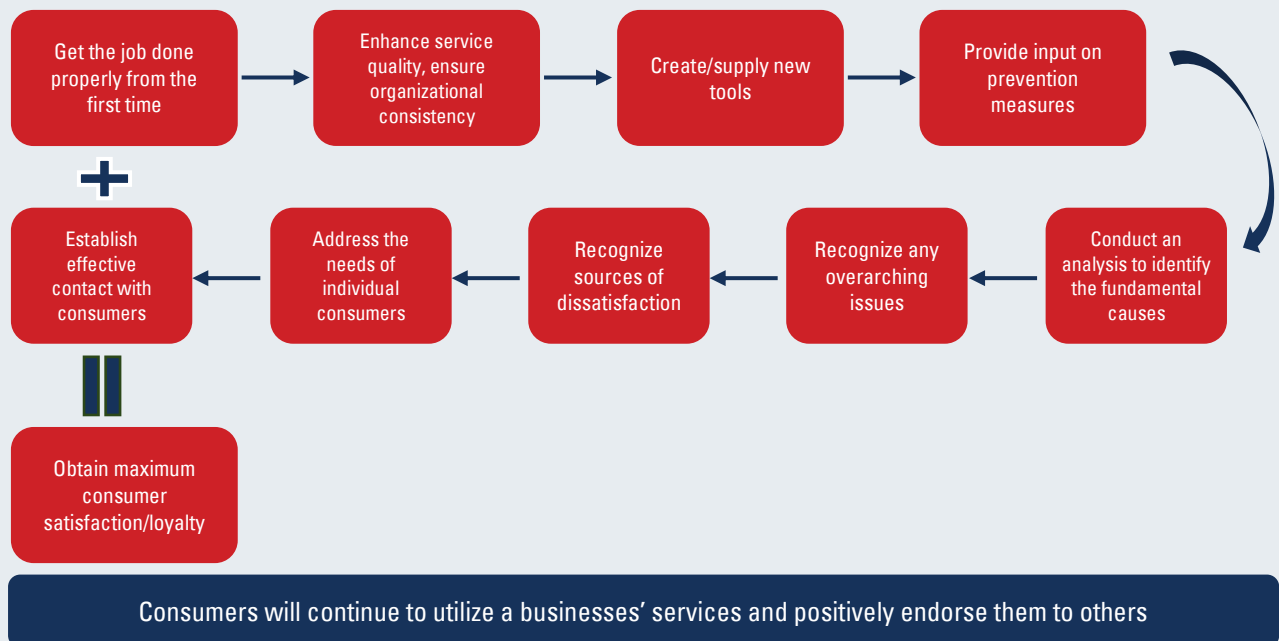 Get the job done
properly from the
first time
Enhance service
quality, ensure
organizational
consistency
Create/supply new
tools
Provide input on
prevention
measures
Establish
effective
contact with
consumers
Address the
needs of
individual
consumers
Recognize
sources of
dissatisfaction
Recognize any
overarching
issues
Conduct an
analysis to identify
the fundamental
causes
Obtain maximum
consumer
satisfaction/loyalty
Consumers will continue to utilize a businesses’ services and positively endorse them to others